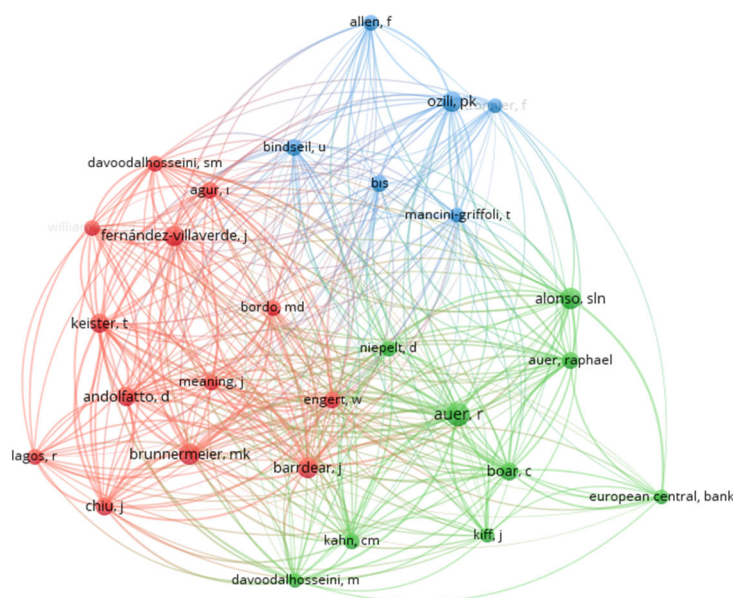 allen, f
ozili, pk
bindseil, u
davoodalhosseini, sm
bis
agur, i
mancini-griffoli, t
fernández-villaverde, j
alonso, sln
bordo, md
keister, t
niepelt, d
auer, raphael
meaning, j
andolfatto, d
engert, w
auer, r
brunnermeier, mk
lagos, r
barrdear, j
boar, c
european central, bank
chiu, j
kiff, j
kahn, cm
davoodalhosseini, m